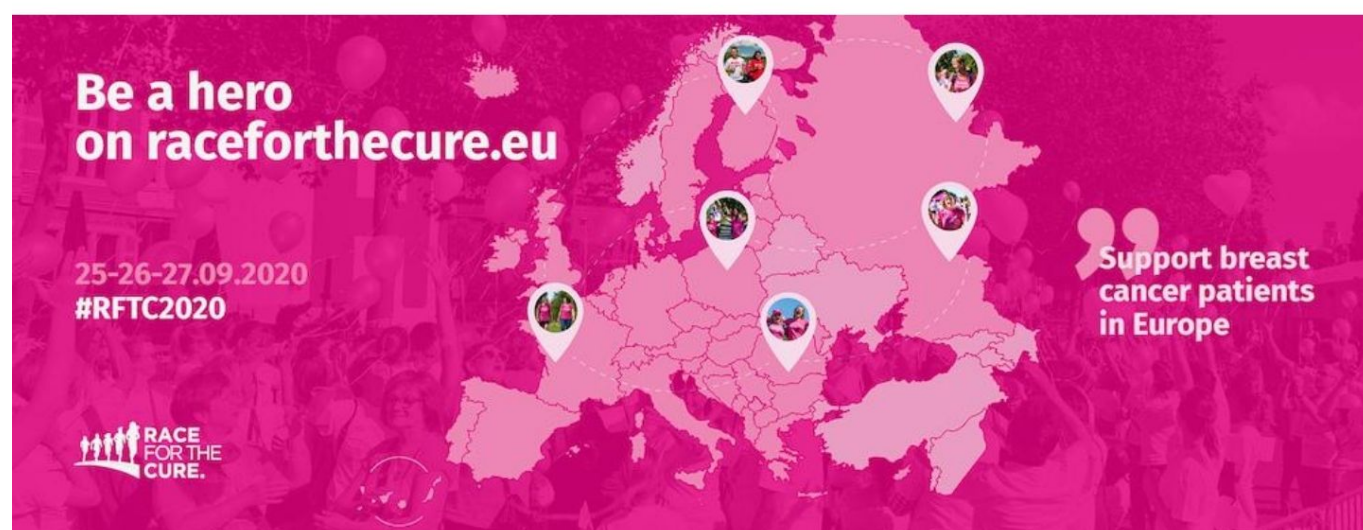 Be a hero
on raceforthecure.eu
25-26-27.09.2020
#RFTC2020
RACE
FOR THE
CURE.
Support breast
cancer patients
in Europe